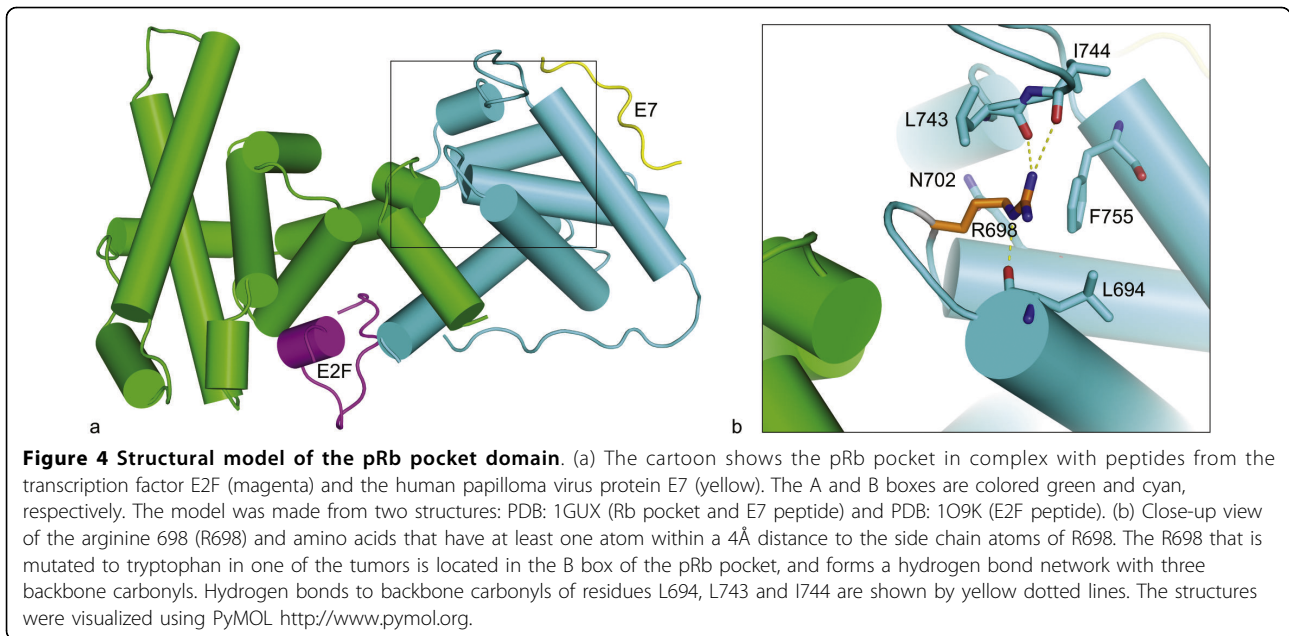 E7
E2F
a
I744
L743
N702
R698
F755
L694
b
Figure 4 Structural model of the pRb pocket domain. (a) The cartoon shows the pRb pocket in complex with peptides from the
transcription factor E2F (magenta) and the human papilloma virus protein E7 (yellow). The A and B boxes are colored green and cyan,
respectively. The model was made from two structures: PDB: 1GUX (Rb pocket and E7 peptide) and PDB: 1O9K (E2F peptide). (b) Close-up view
of the arginine 698 (R698) and amino acids that have at least one atom within a 4Å distance to the side chain atoms of R698. The R698 that is
mutated to tryptophan in one of the tumors is located in the B box of the pRb pocket, and forms a hydrogen bond network with three
backbone carbonyls. Hydrogen bonds to backbone carbonyls of residues L694, L743 and I744 are shown by yellow dotted lines. The structures
were visualized using PyMOL http://www.pymol.org.